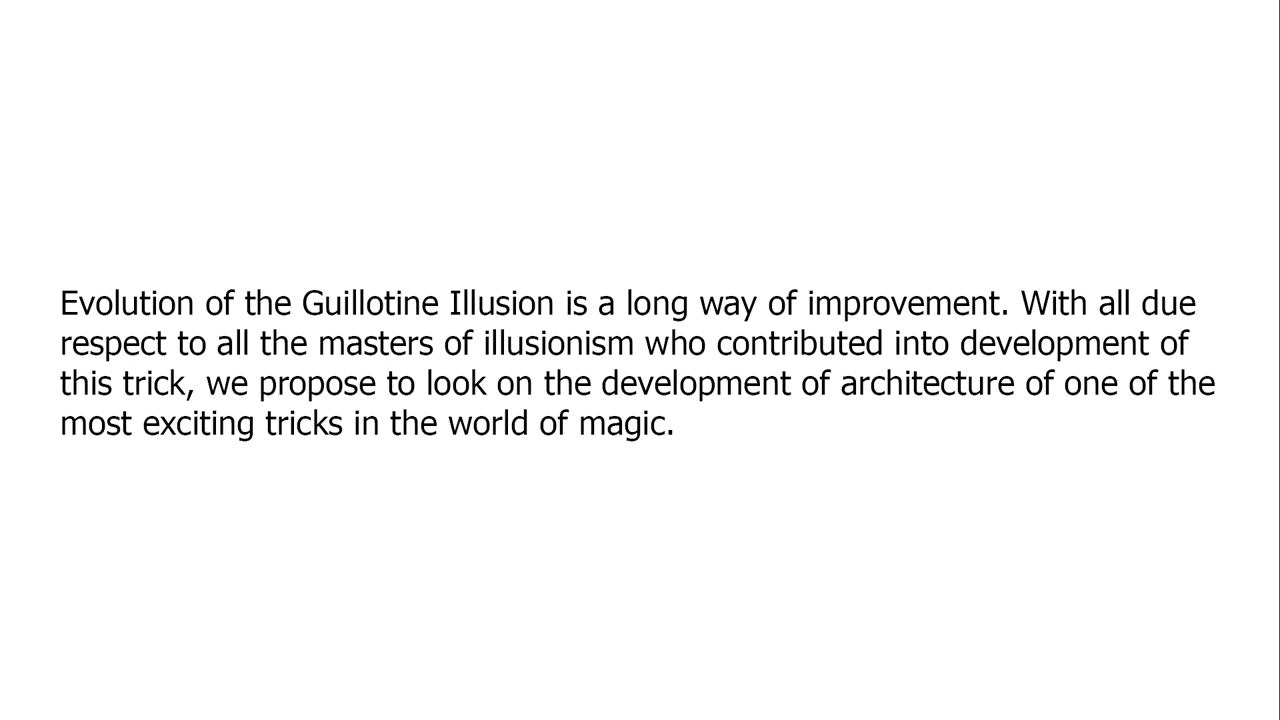 Evolution of the Guillotine Illusion is a long way of improvement. With all due
respect to all the masters of illusionism who contributed into development of
this trick, we propose to look on the development of architecture of one of the
most exciting tricks in the world of magic.